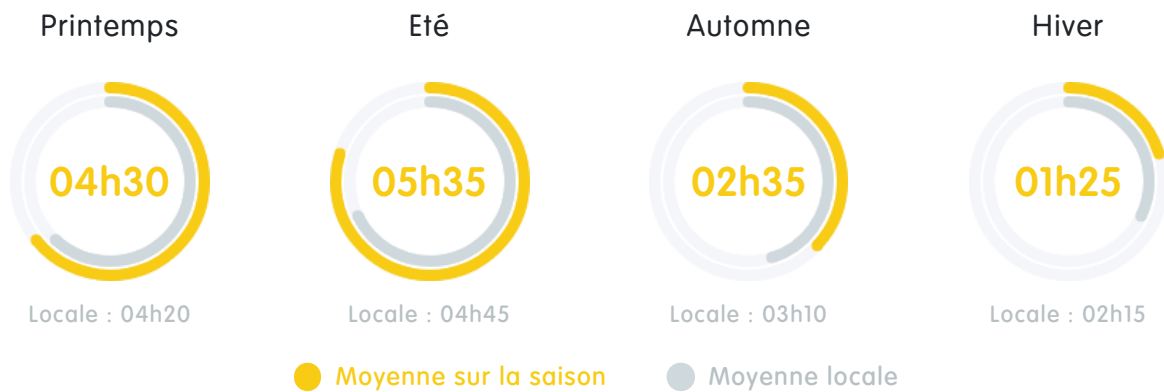 Printemps
Eté
Automne
Hiver
04h30
05h35
02h35
01h25
Locale : 04h20
Locale : 04h45
Locale : 03h10
Locale : 02h15
Moyenne sur la saison
Moyenne locale